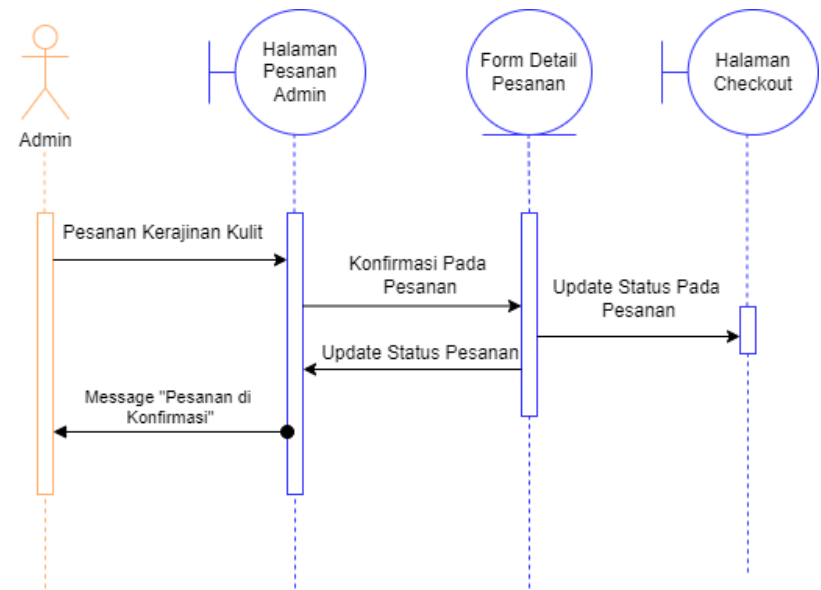 Halaman
Pesanan
Admin
Form Detail
Pesanan
Halaman
Checkout
Admin
Pesanan Kerajinan Kulit
Konfirmasi Pada
Pesanan
Update Status Pada
Pesanan
Update Status Pesanan
Message "Pesanan di
Konfirmasi"